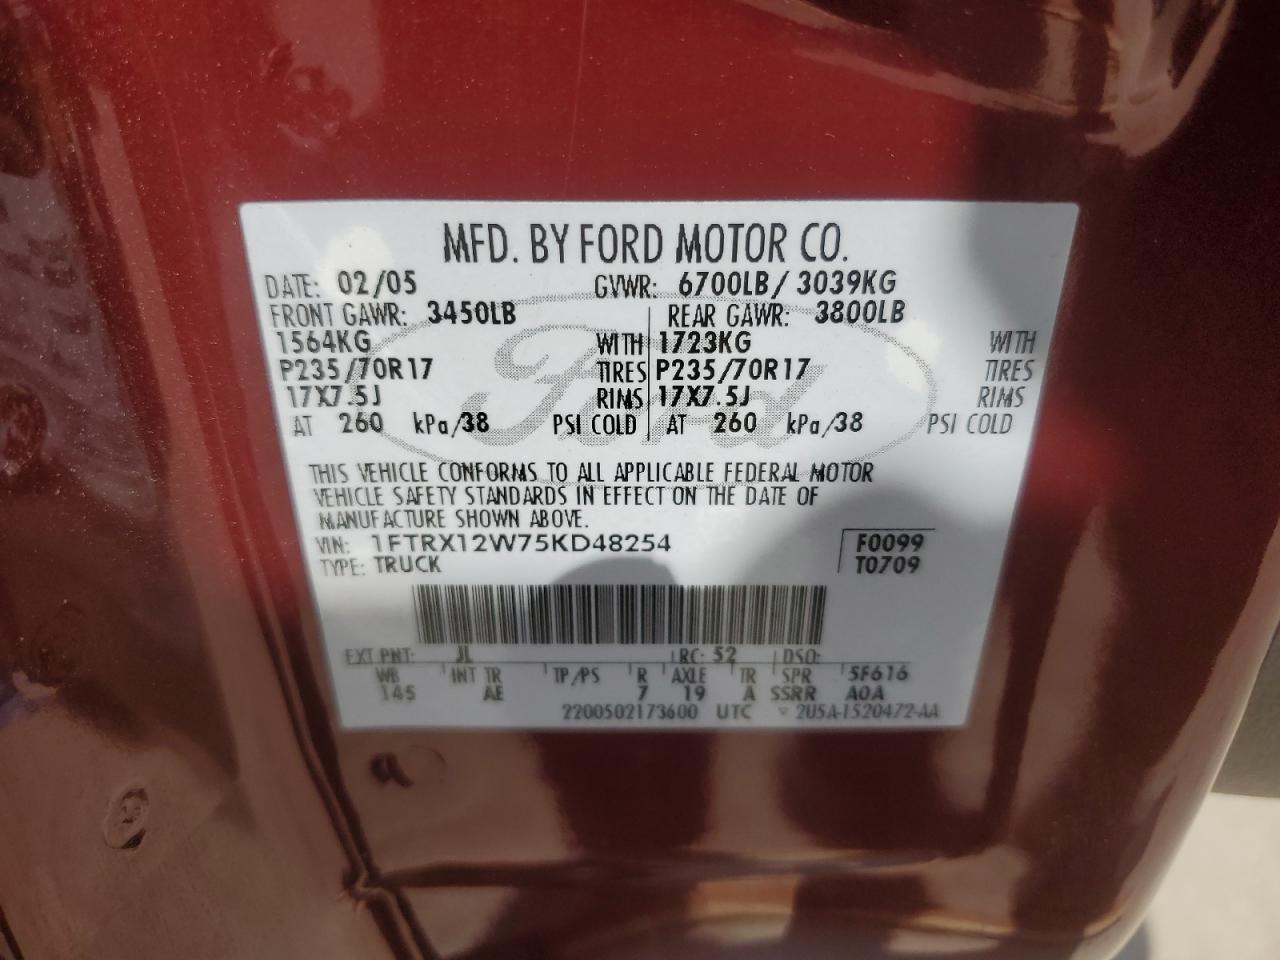 MFD. BY FORD MOTOR CO.
DATE: 02/05 GVWR: 6700LB/ 3039KG
FRONT GAWR: 3450LB REAR GAWR: 3800LB
1564KG WITH 1723KG WITH
P235/70R17 TIRES P235/70R17 TIRES
17X7.5J RIMS 17X7.5J RIMS
AT 260 kPa/38 PSI COLD AT 260 kPa/38 PSI COLD
Ford
THIS VEHICLE CONFORMS TO ALL APPLICABLE FEDERAL MOTOR
VEHICLE SAFETY STANDARDS IN EFFECT ON THE DATE OF
MANUFACTURE SHOWN ABOVE.
VIN: 1FTRX12W75KD48254 F0099
TYPE: TRUCK T0709
EXT PNT: JL RC: 52 DSO:
WB INT TR TP/PS R AXLE TR SPR 5F616
145 AE 7 19 A SSRR A0A
2200502173600 UTC 2U5A-1520472-AA